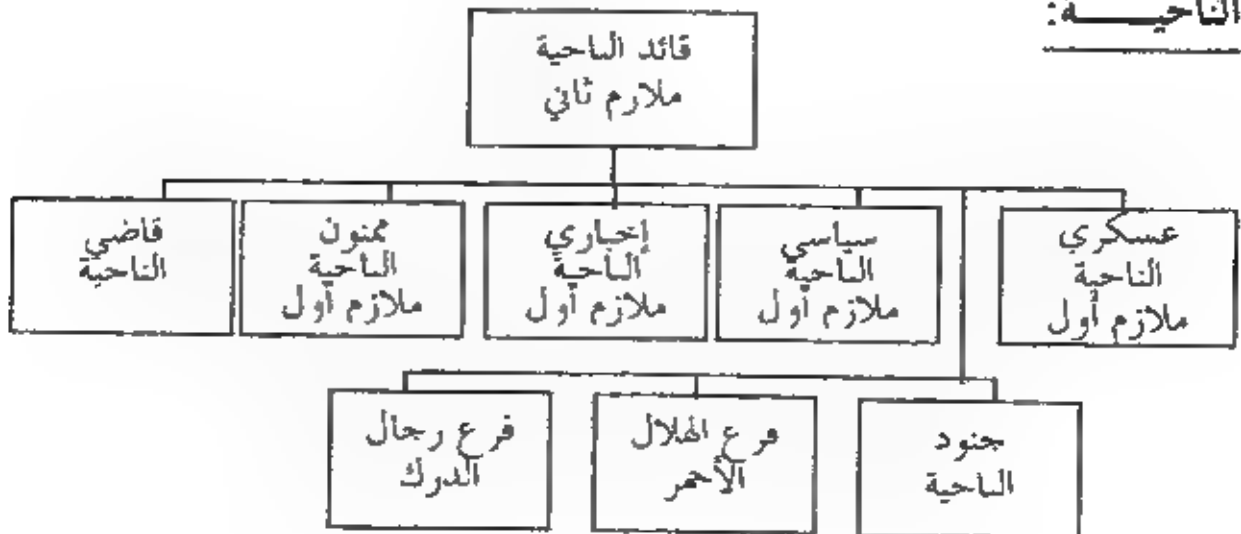 الناحيـــة:
قائد الناحية
ملازم ثاني
عسكري
الناحية
ملازم أول
سياسي
الناحية
ملازم أول
إخباري
الناحية
ملازم أول
ممنون
الناحية
ملازم أول
قاضي
الناحية
جنود
الناحية
فرع الهلال
الأحمر
فرع رجال
الدرك